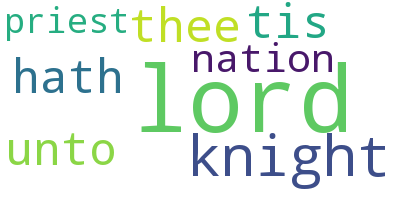 priest thee tis
hath nation
lord
unto knight